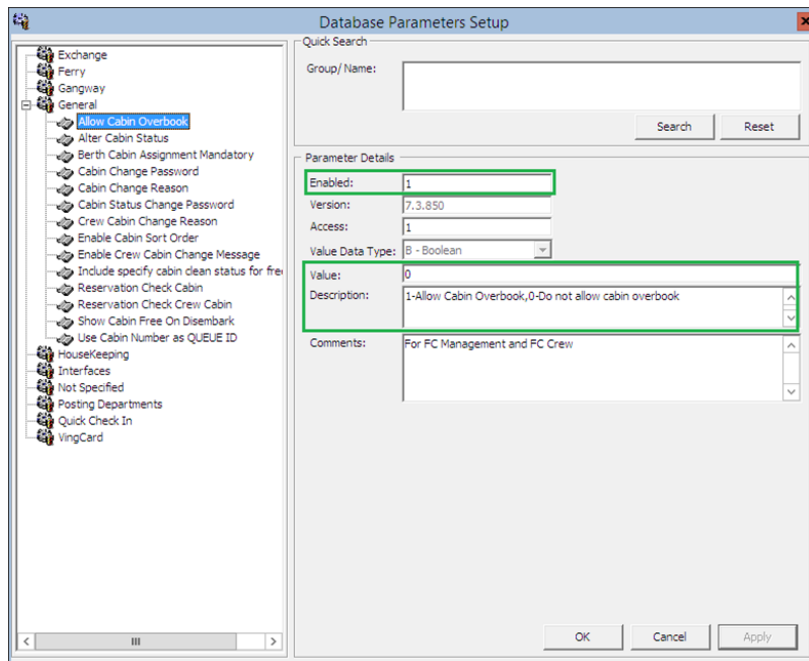 Database Parameters Setup
Exchange
Ferry
Gangway
General
Allow Cabin Overbook
Alter Cabin Status
Berth Cabin Assignment Mandatory
Cabin Change Password
Cabin Change Reason
Cabin Status Change Password
Crew Cabin Change Reason
Enable Cabin Sort Order
Enable Crew Cabin Change Message
Include specify cabin clean status for free
Reservation Check Cabin
Reservation Check Crew Cabin
Show Cabin Free On Disembark
Use Cabin Number as QUEUE ID
HouseKeeping
Interfaces
Not Specified
Posting Departments
Quick Check In
VingCard
Quick Search
Group/Name:
Search Reset
Parameter Details
Enabled: 1
Version: 7.3.850
Access: 1
Value Data Type: B - Boolean
Value: 0
Description: 1-Allow Cabin Overbook,0-Do not allow cabin overbook
Comments: For FC Management and FC Crew
OK Cancel Apply